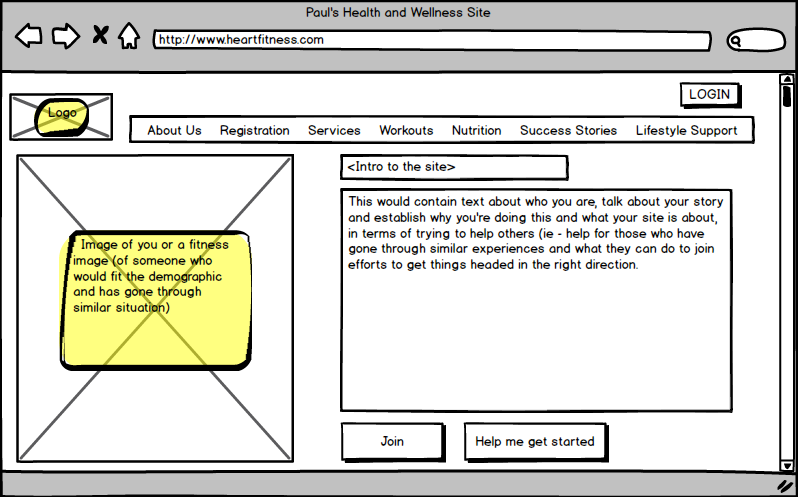 Paul's Health and Wellness Site
http://www.heartfitness.com
LOGIN
Logo
About Us Registration Services Workouts Nutrition Success Stories Lifestyle Support
<Intro to the site>
This would contain text about who you are, talk about your story
and establish why you're doing this and what your site is about,
in terms of trying to help others (ie - help for those who have
gone through similar experiences and what they can do to join
efforts to get things headed in the right direction.
Image of you or a fitness
image (of someone who
would fit the demographic
and has gone through
similar situation)
Join
Help me get started